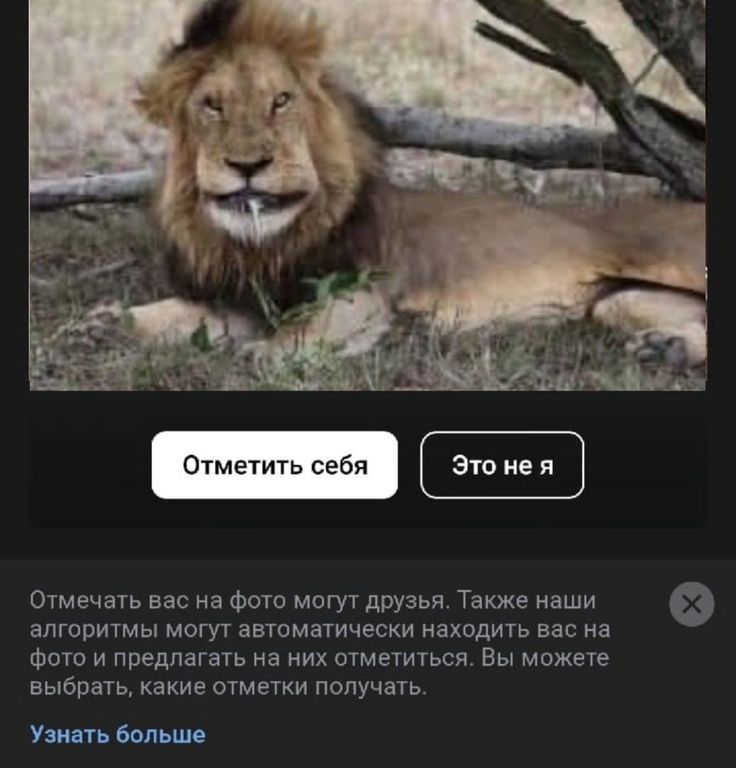 Отметить себя
Это не я
Отмечать вас на фото могут друзья. Также наши
алгоритмы могут автоматически находить вас на
фото и предлагать на них отметиться. Вы можете
выбрать, какие отметки получать.
Узнать больше